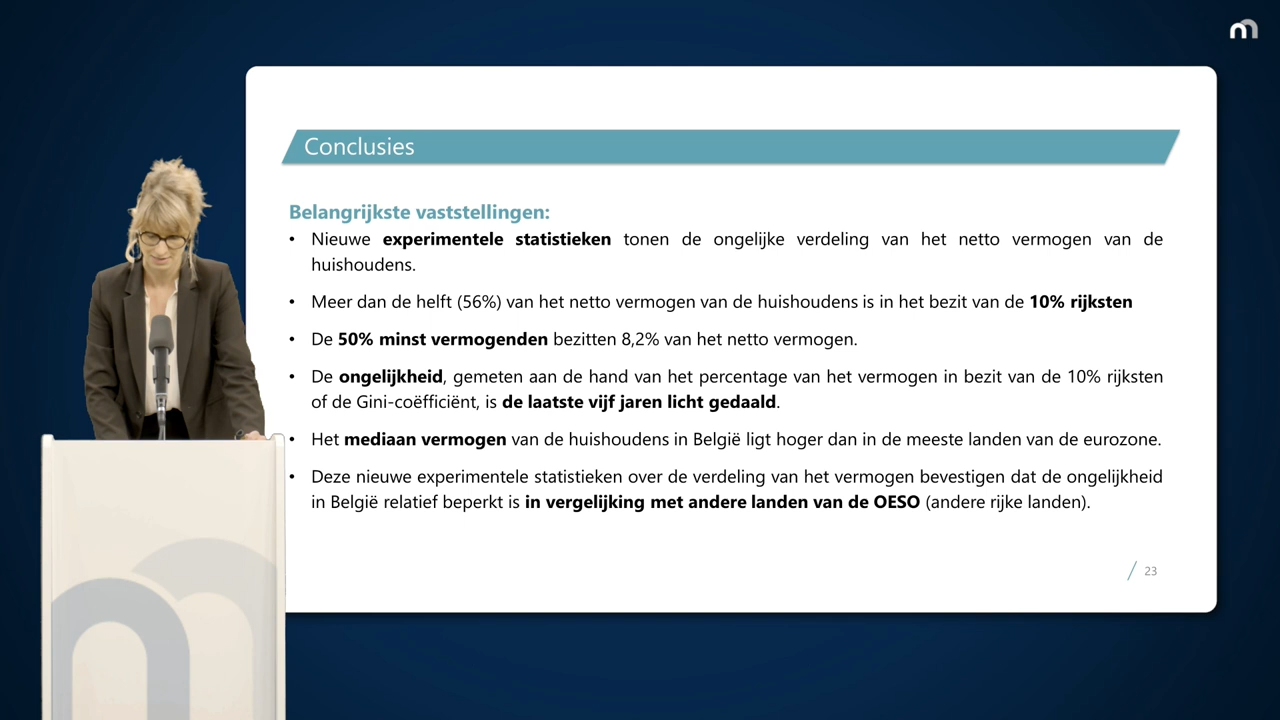 Conclusies
Belangrijkste vaststellingen:
• Nieuwe experimentele statistieken tonen de ongelijke verdeling van het netto vermogen van de
huishoudens.
• Meer dan de helft (56%) van het netto vermogen van de huishoudens is in het bezit van de 10% rijksten
• De 50% minst vermogenden bezitten 8,2% van het netto vermogen.
• De ongelijkheid, gemeten aan de hand van het percentage van het vermogen in bezit van de 10% rijksten
of de Gini-coëfficiënt, is de laatste vijf jaren licht gedaald.
• Het mediaan vermogen van de huishoudens in België ligt hoger dan in de meeste landen van de eurozone.
• Deze nieuwe experimentele statistieken over de verdeling van het vermogen bevestigen dat de ongelijkheid
in België relatief beperkt is in vergelijking met andere landen van de OESO (andere rijke landen).
23